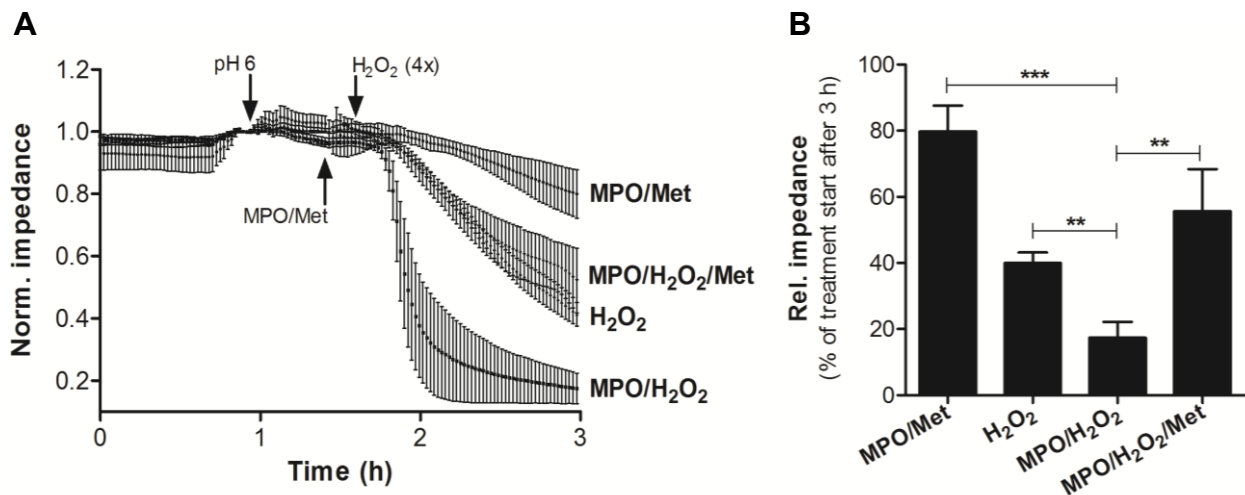 A
pH 6
H₂O₂ (4x)
1.2
1.0
0.8
0.6
0.4
0.2
Norm. impedance
MPO/Met
MPO/Met
MPO/H₂O₂/Met
H₂O₂
MPO/H₂O₂
0 1 2 3
Time (h)
B
100
80
60
40
20
0
Rel. impedance
(% of treatment start after 3 h)
***
**
**
MPO/Met
H₂O₂
MPO/H₂O₂
MPO/H₂O₂/Met